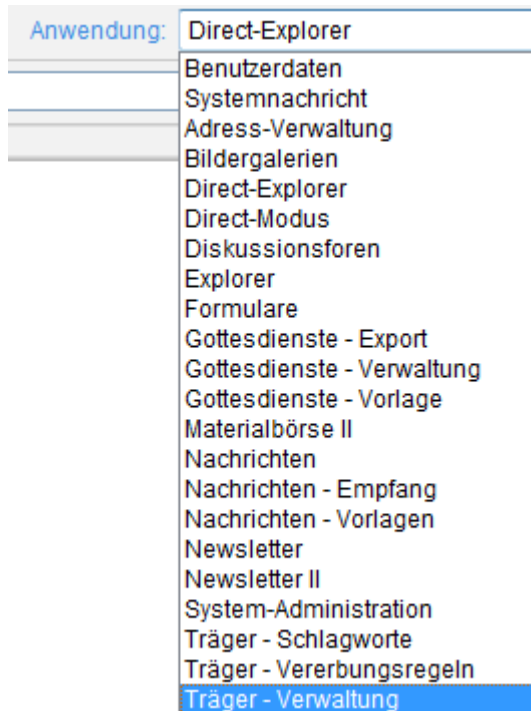 Anwendung: Direct-Explorer
Benutzerdaten
Systemnachricht
Adress-Verwaltung
Bildergalerien
Direct-Explorer
Direct-Modus
Diskussionsforen
Explorer
Formulare
Gottesdienste - Export
Gottesdienste - Verwaltung
Gottesdienste - Vorlage
Materialbörse II
Nachrichten
Nachrichten - Empfang
Nachrichten - Vorlagen
Newsletter
Newsletter II
System-Administration
Träger - Schlagworte
Träger - Vererbungsregeln
Träger - Verwaltung